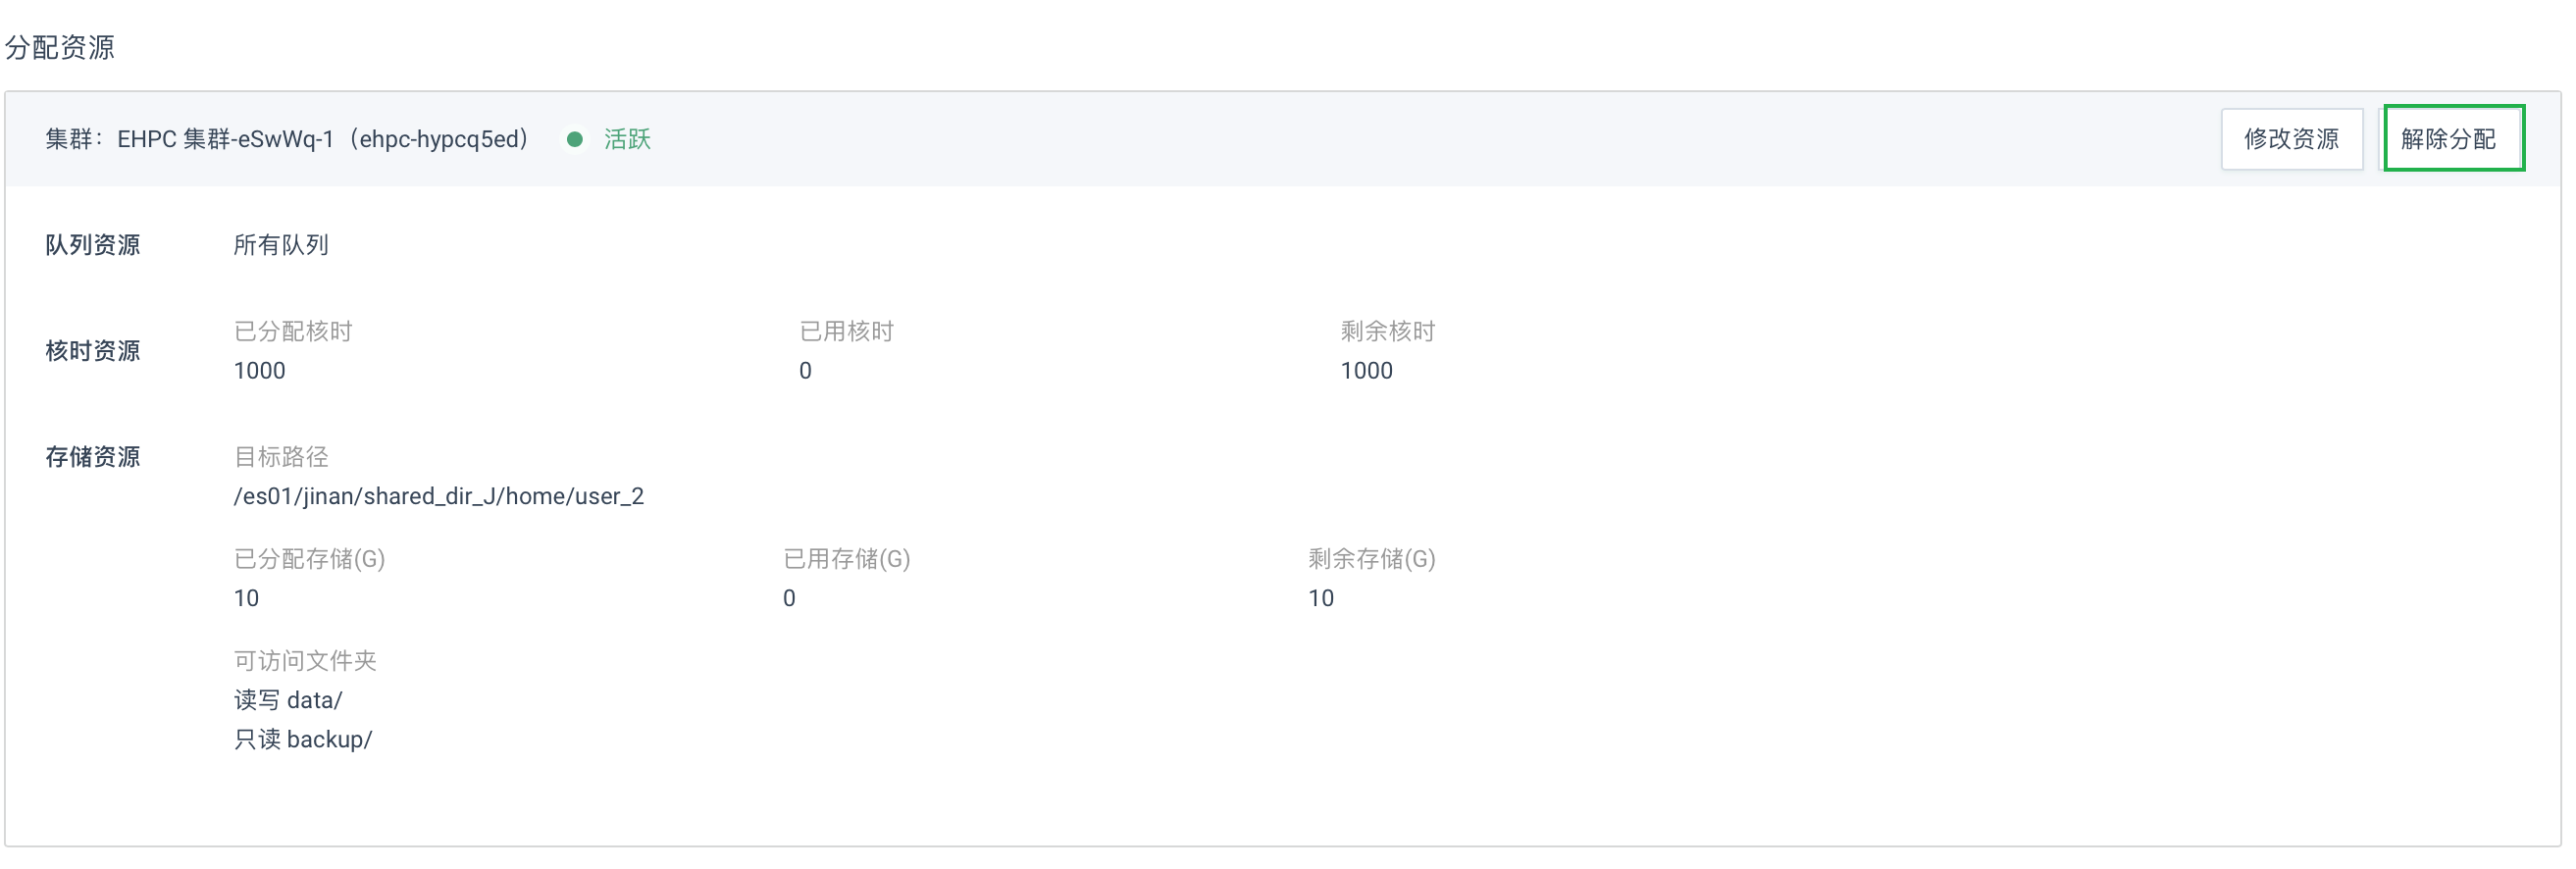 分配资源
集群：EHPC 集群-eSwWq-1（ehpc-hypcq5ed） 活跃 修改资源 解除分配
队列资源 所有队列
核时资源 已分配核时 已用核时 剩余核时
1000 0 1000
存储资源 目标路径
/es01/jinan/shared_dir_J/home/user_2
已分配存储(G) 已用存储(G) 剩余存储(G)
10 0 10
可访问文件夹
读写 data/
只读 backup/